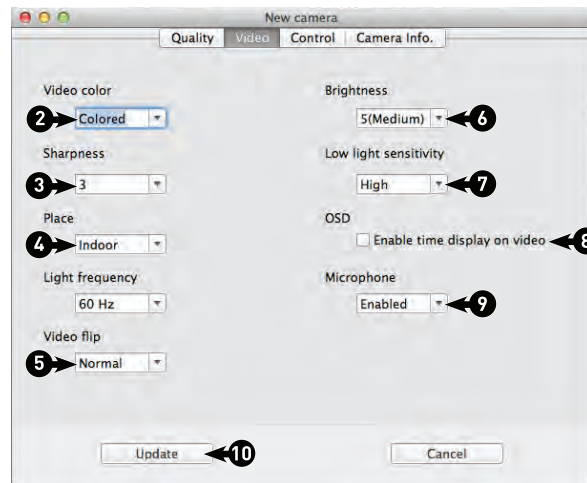 New camera
Quality Video Control Camera Info.
Video color
2 Colored
Sharpness
3 3
Place
4 Indoor
Light frequency
60 Hz
Video flip
5 Normal
Brightness
5(Medium) 6
Low light sensitivity
High 7
OSD
Enable time display on video 8
Microphone
Enabled 9
Update 10
Cancel